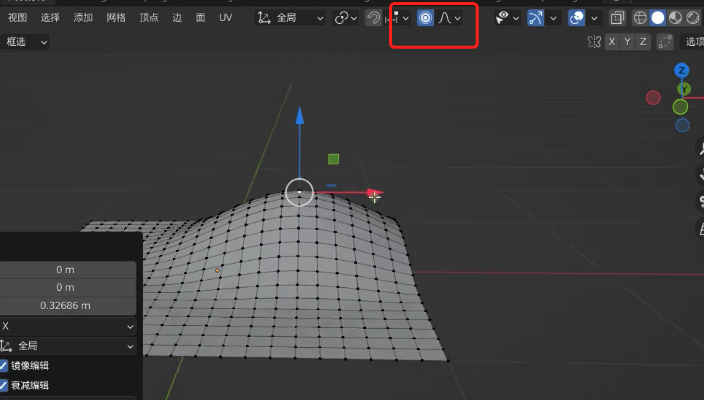 视图 选择 添加 网格 顶点 边 面 UV 全局
框选 X Y Z 选项
Z
Y
0 m
0 m
0.32686 m
X
全局
镜像编辑
衰减编辑